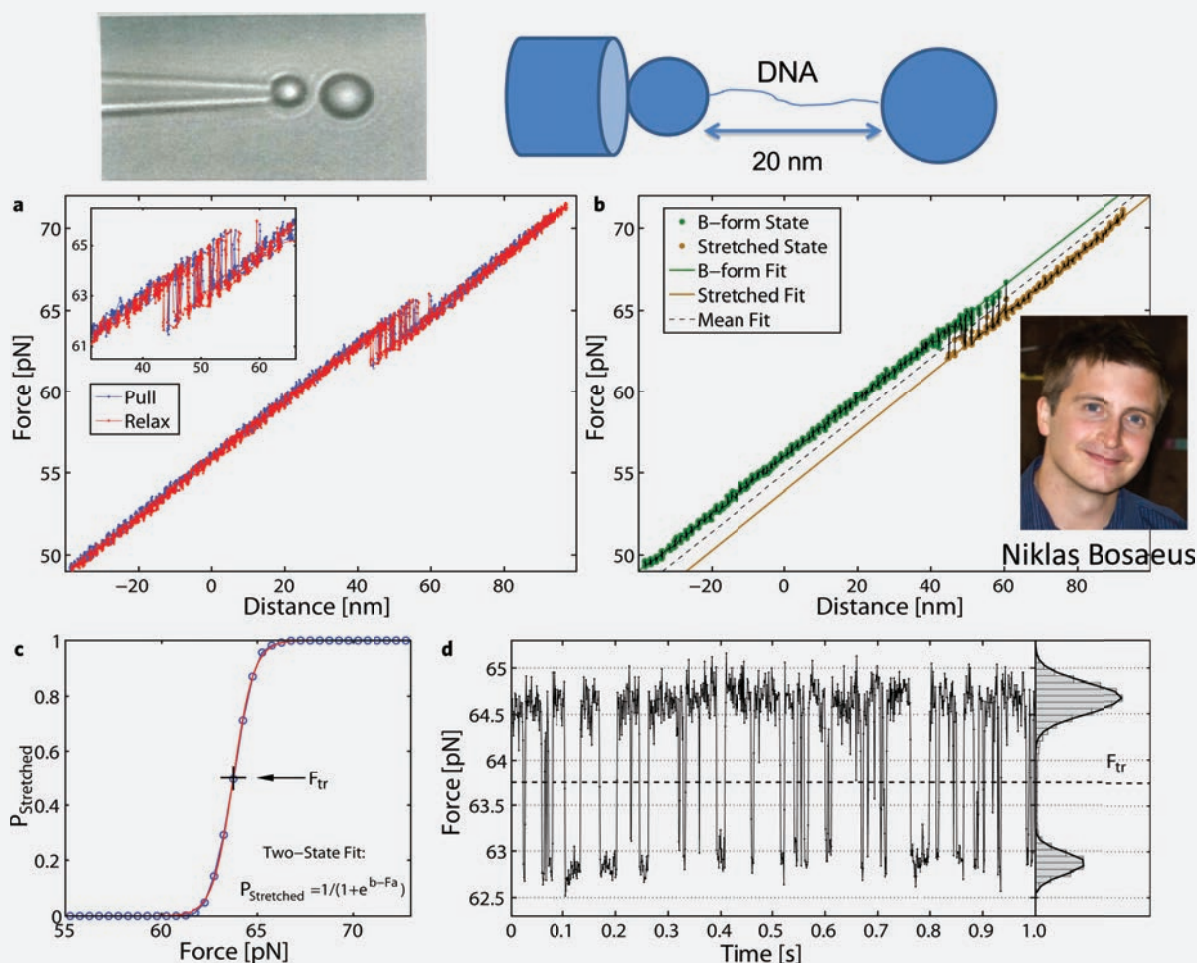 DNA
20 nm
a
70
65
60
55
50
Force [pN]
65
63
61
40
50
60
Pull
Relax
−20
0
20
40
60
80
Distance [nm]
b
70
65
60
55
50
Force [pN]
B−form State
Stretched State
B−form Fit
Stretched Fit
Mean Fit
−20
0
20
40
60
80
Distance [nm]
Niklas Bosaeus
c
1
0.8
0.6
0.4
0.2
0
P Stretched
F tr
Two−State Fit:
P Stretched =1/(1+e^b−Fa)
55
60
65
70
Force [pN]
d
65
64.5
64
63.5
63
62.5
Force [pN]
F tr
0
0.1
0.2
0.3
0.4
0.5
0.6
0.7
0.8
0.9
1.0
Time [s]